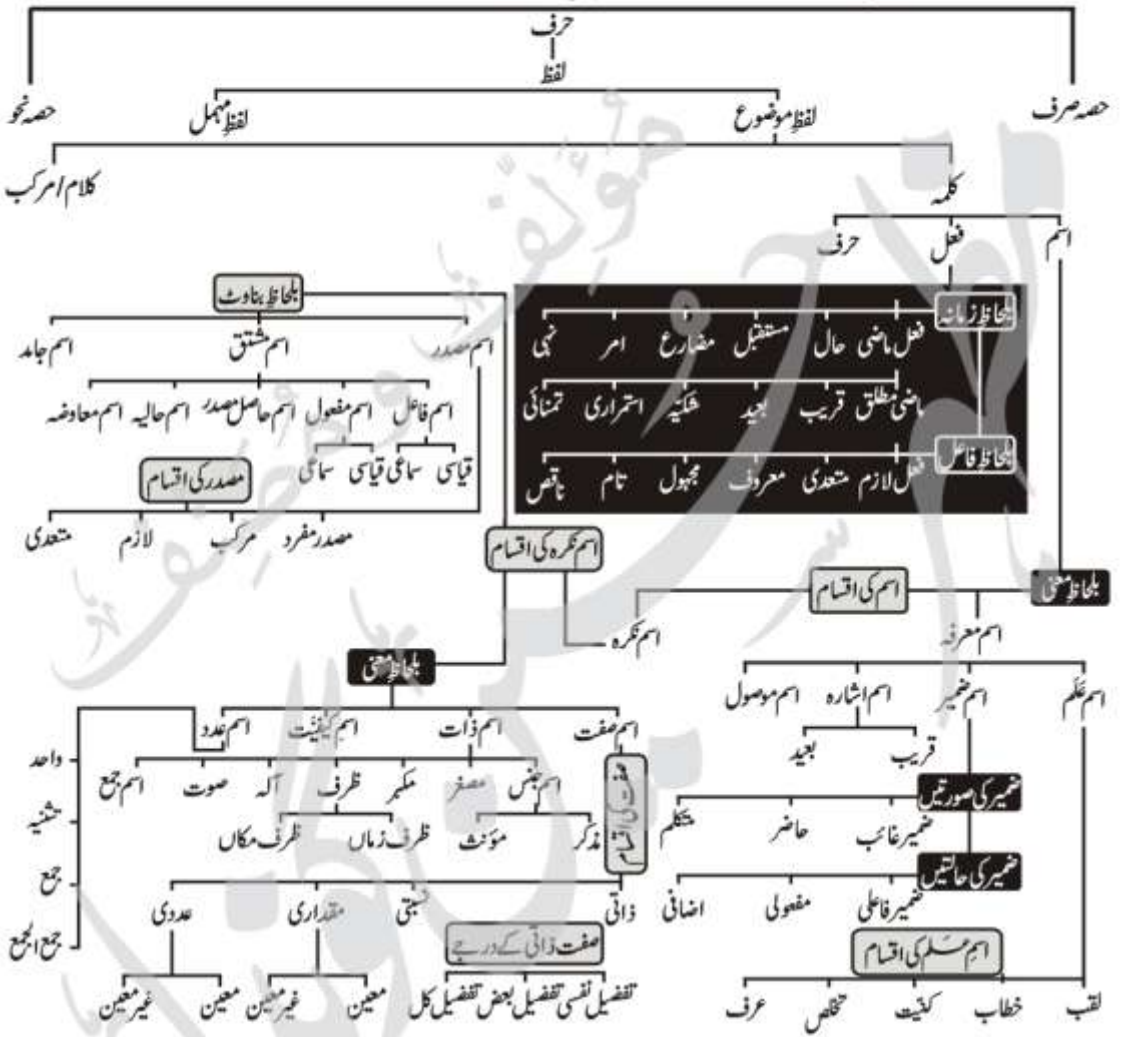 حرف
لفظ
حصہ صرف
حصہ نحو
لفظِ موضوع
لفظِ مہمل
کلمہ
کلام/مرکب
اسم
فعل
حرف
بلحاظِ زمانہ
فعل ماضی حال مستقبل مضارع امر نہی
ماضی مطلق قریب بعید شکیّہ استمراری تمنائی
بلحاظِ فاعل
فعل لازم متعدی معروف مجہول تام ناقص
بلحاظِ بناوٹ
اسم مصدر اسم مشتق اسم جامد
اسم فاعل اسم مفعول اسم حاصل مصدر اسم حالیہ اسم معاوضہ
قیاسی سماعی قیاسی سماعی
مصدر کی اقسام
مصدر مفرد مرکب لازم متعدی
بلحاظِ معنی
اسم کی اقسام
اسم نکرہ کی اقسام
اسم معرفہ
اسم نکرہ
اسم عَلَم اسم ضمیر اسم اشارہ اسم موصول
قریب بعید
ضمیر کی صورتیں
ضمیر غائب حاضر متکلم
ضمیر کی حالتیں
ضمیر فاعلی مفعولی اضافی
اسمِ عَلم کی اقسام
لقب خطاب کنیت تخلص عرف
بلحاظِ معنی
اسم صفت اسم ذات اسمِ کیفیّت اسم عدد
واحد
تثنیہ
جمع
جمع الجمع
اسم جنس مصغر مکبر ظرف آلہ صوت اسم جمع
مذکر مؤنث ظرف زماں ظرف مکاں
صفت کی اقسام
ذاتی نسبتی مقداری عددی
صفت ذاتی کے درجے
تفضیل نفسی تفضیل بعض تفضیل کل
معین غیر معین معین غیر معین